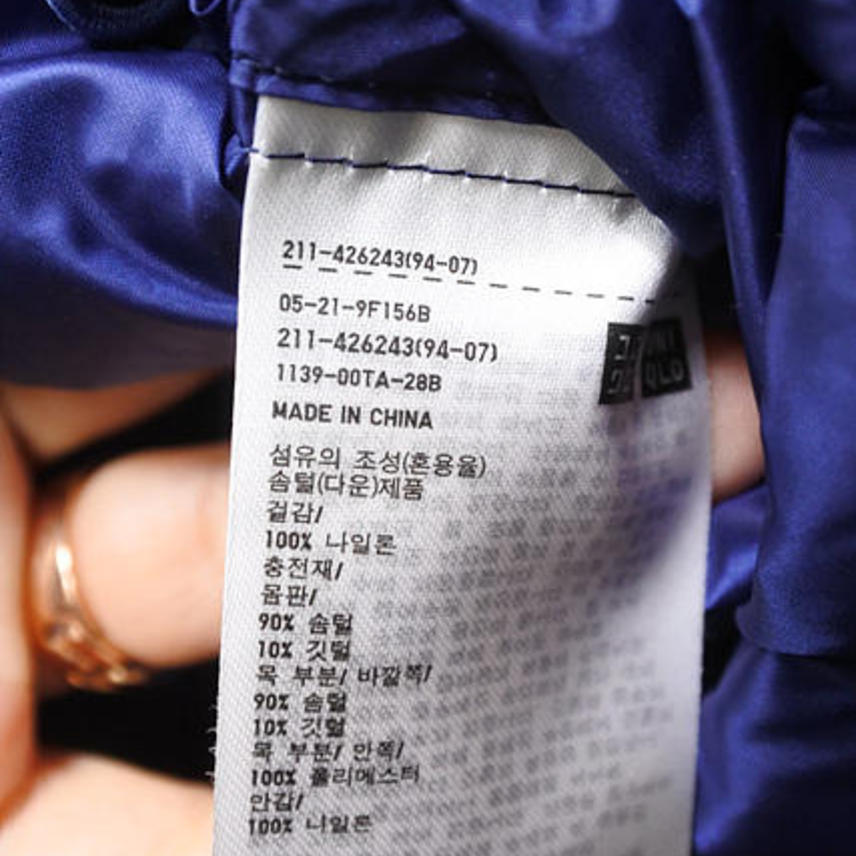 211-426243(94-07)
05-21-9F156B
211-426243(94-07)
1139-00TA-28B
MADE IN CHINA
UNI
QLO
섬유의 조성(혼용율)
솜털(다운)제품
겉감/
100% 나일론
충전재/
몸판/
90% 솜털
10% 깃털
목 부분/ 바깥쪽/
90% 솜털
10% 깃털
목 부분/ 안쪽/
100% 폴리에스터
안감/
100% 나일론